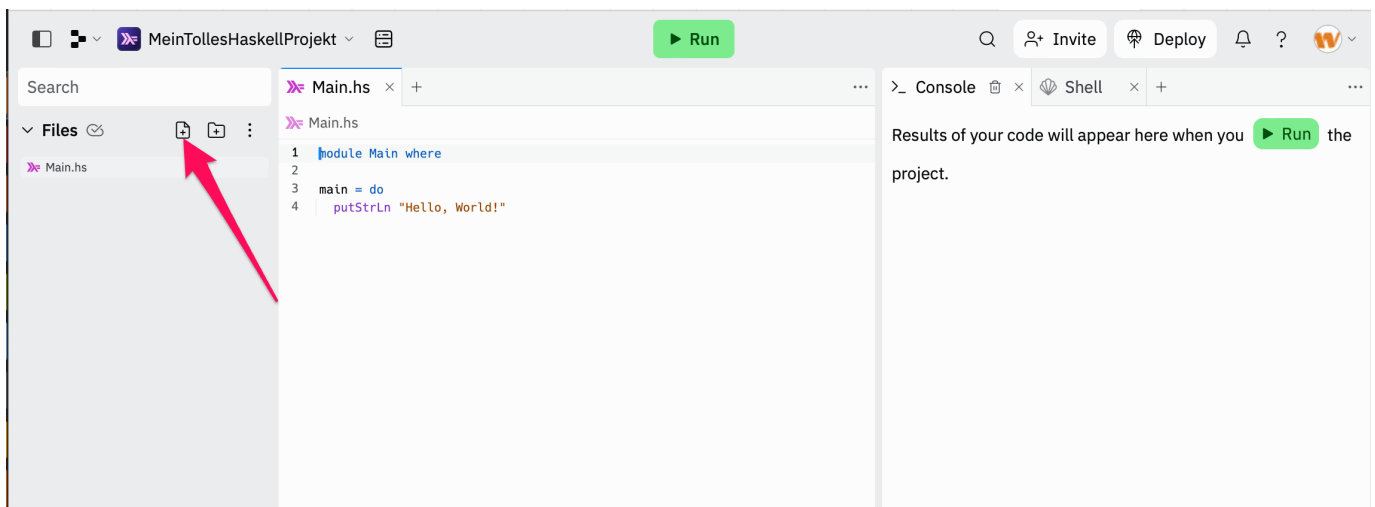 MeinTollesHaskellProjekt
Run
Invite
Deploy
?
Search
Files
Main.hs
Main.hs
Main.hs
1 module Main where
2
3 main = do
4 putStrLn "Hello, World!"
>_ Console
Shell
Results of your code will appear here when you Run the
project.